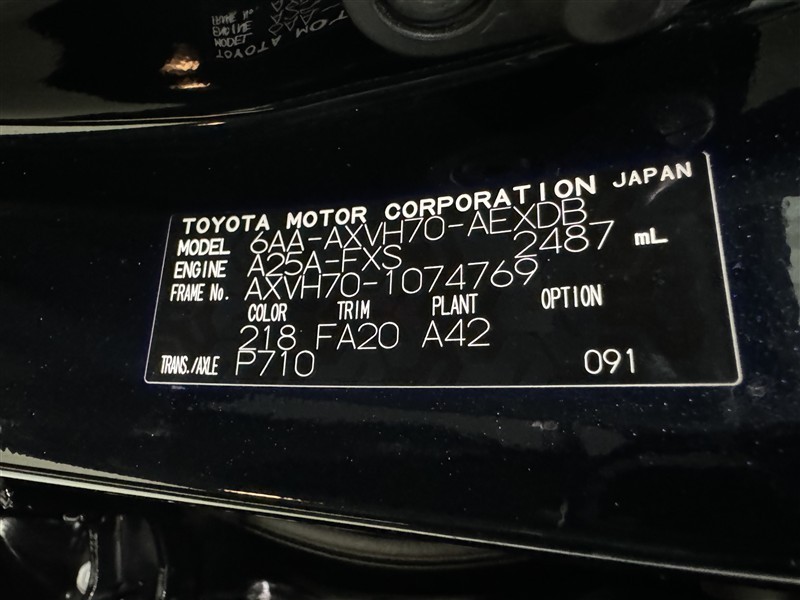 TOYOTA MOTOR CORPORATION JAPAN
MODEL 6AA-AXVH70-AEXDB
ENGINE A25A-FXS 2487 mL
FRAME No. AXVH70-1074769
COLOR TRIM PLANT OPTION
218 FA20 A42
TRANS./AXLE P710 091